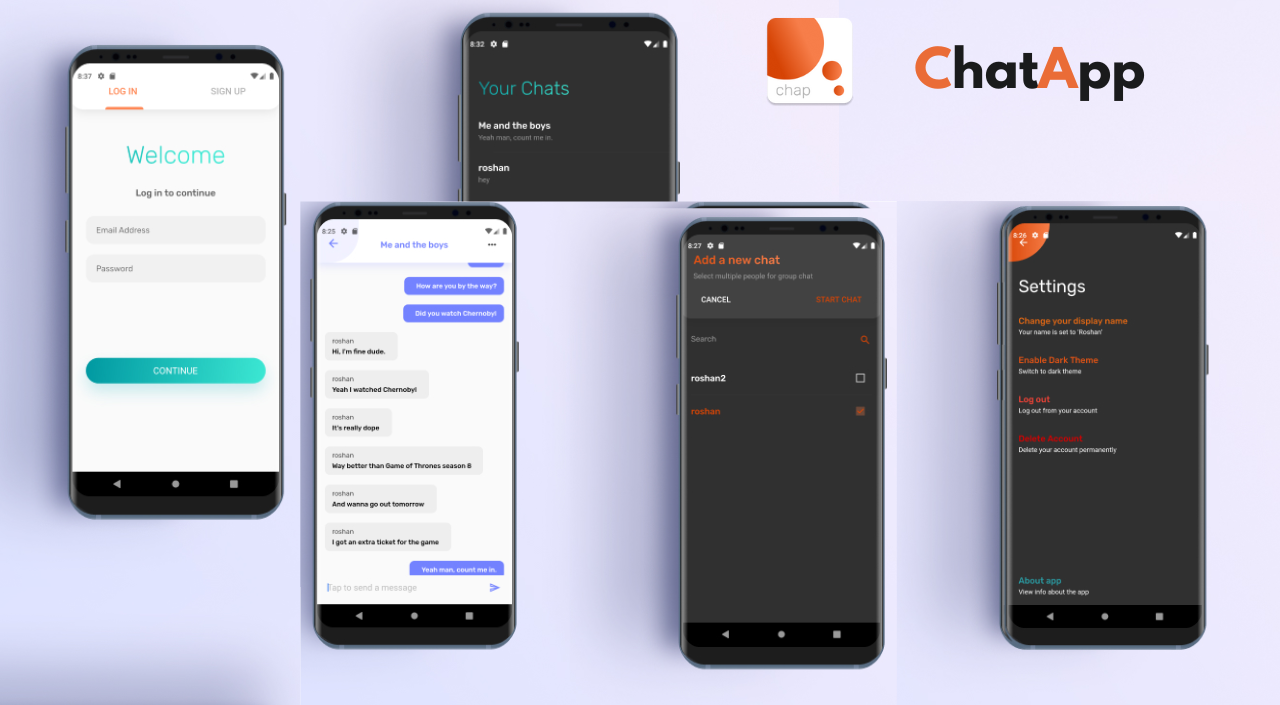 8:37
LOG IN
SIGN UP
Welcome
Log in to continue
Email Address
Password
CONTINUE
8:32
Your Chats
Me and the boys
Yeah man, count me in.
roshan
hey
chap
ChatApp
8:25
Me and the boys
How are you by the way?
Did you watch Chernobyl
roshan
Hi, I'm fine dude.
roshan
Yeah I watched Chernobyl
roshan
It's really dope
roshan
Way better than Game of Thrones season 8
roshan
And wanna go out tomorrow
roshan
I got an extra ticket for the game
Yeah man, count me in.
Tap to send a message
8:27
Add a new chat
Select multiple people for group chat
CANCEL
START CHAT
Search
roshan2
roshan
8:26
Settings
Change your display name
Your name is set to 'Roshan'
Enable Dark Theme
Switch to dark theme
Log out
Log out from your account
Delete Account
Delete your account permanently
About app
View info about the app